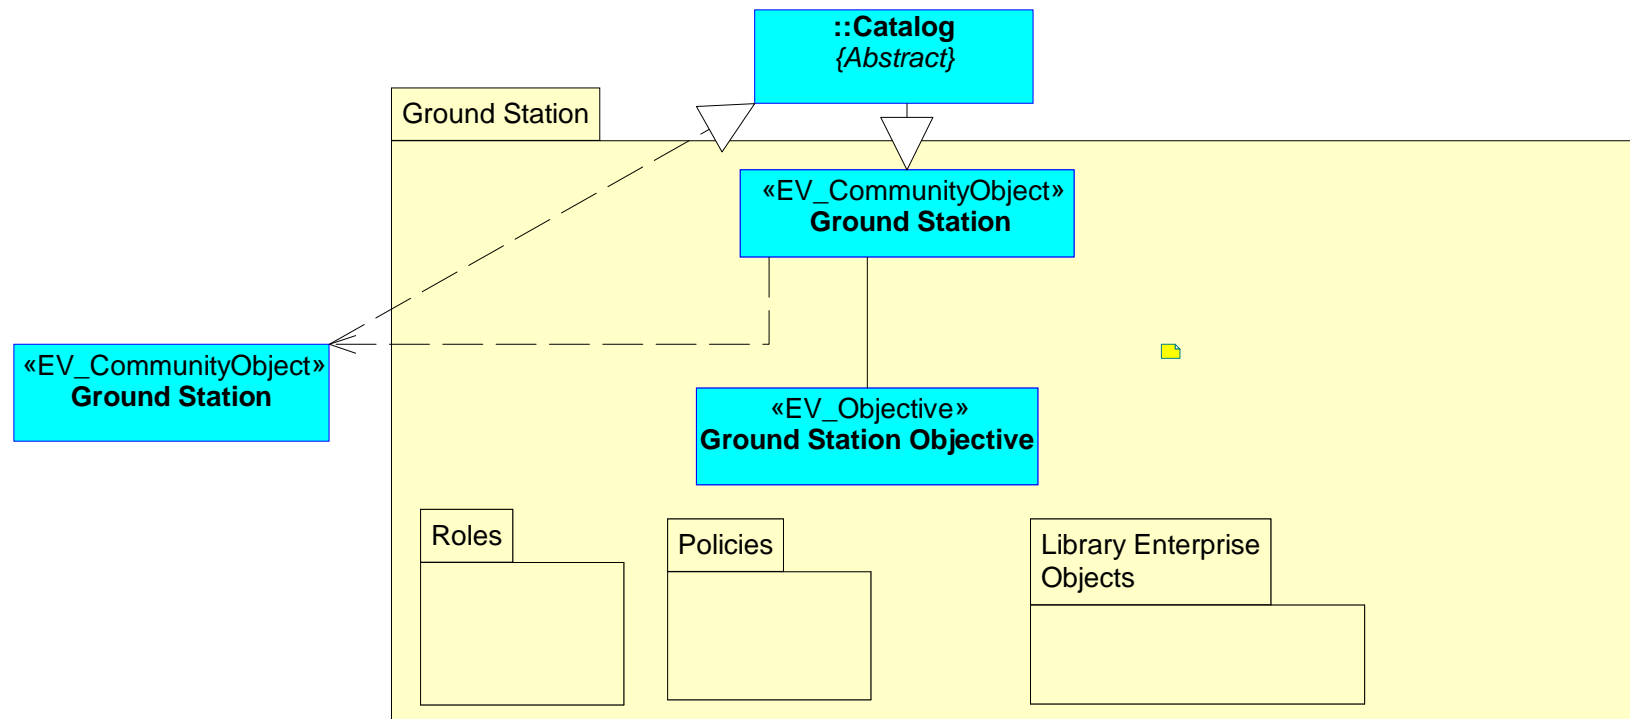 ::Catalog
{Abstract}
Ground Station
«EV_CommunityObject»
Ground Station
«EV_CommunityObject»
Ground Station
«EV_Objective»
Ground Station Objective
Roles
Policies
Library Enterprise
Objects